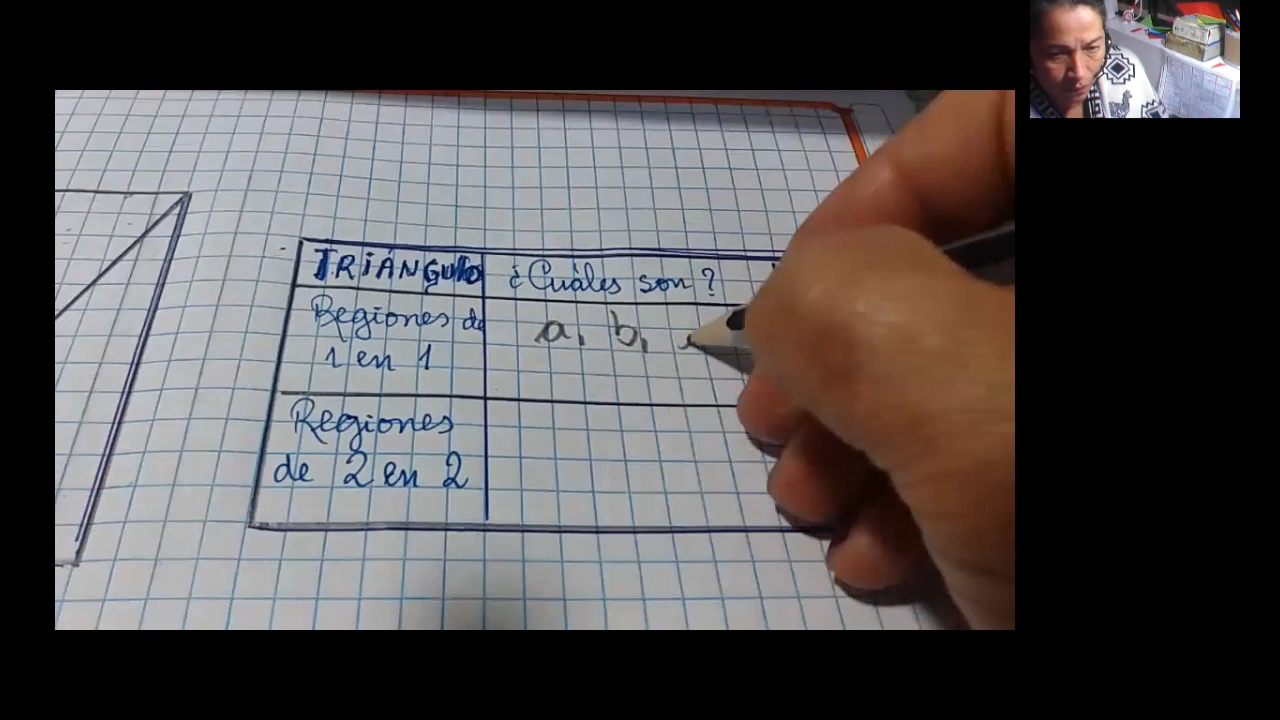 TRIÁNGULO
¿Cuáles son?
Regiones de
1 en 1
a, b,
Regiones
de 2 en 2